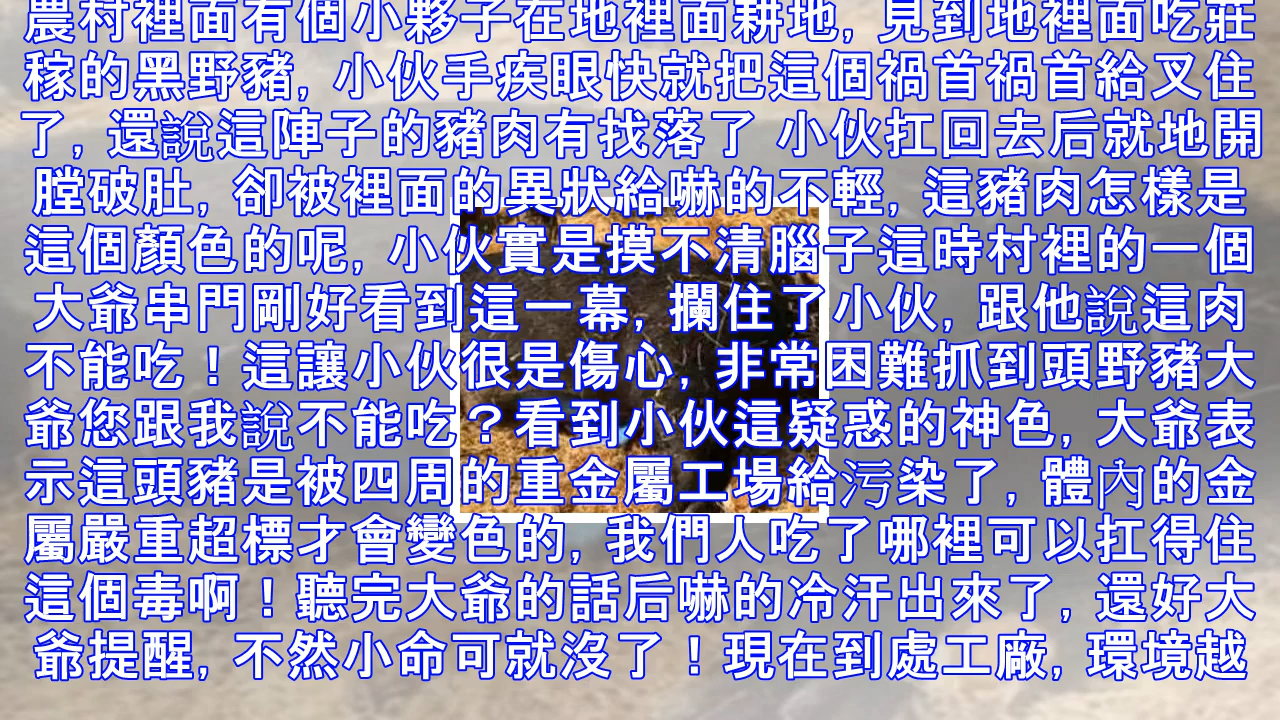 農村裡面有個小夥子在地裡面耕地, 見到地裡面吃莊
稼的黑野豬, 小伙手疾眼快就把這個禍首禍首給叉住
了, 還說這陣子的豬肉有找落了 小伙扛回去后就地開
膛破肚, 卻被裡面的異狀給嚇的不輕, 這豬肉怎樣是
這個顏色的呢, 小伙實是摸不清腦子這時村裡的一個
大爺串門剛好看到這一幕, 攔住了小伙, 跟他說這肉
不能吃！這讓小伙很是傷心, 非常困難抓到頭野豬大
爺您跟我說不能吃？看到小伙這疑惑的神色, 大爺表
示這頭豬是被四周的重金屬工場給污染了, 體內的金
屬嚴重超標才會變色的, 我們人吃了哪裡可以扛得住
這個毒啊！聽完大爺的話后嚇的冷汗出來了, 還好大
爺提醒, 不然小命可就沒了！現在到處工廠, 環境越